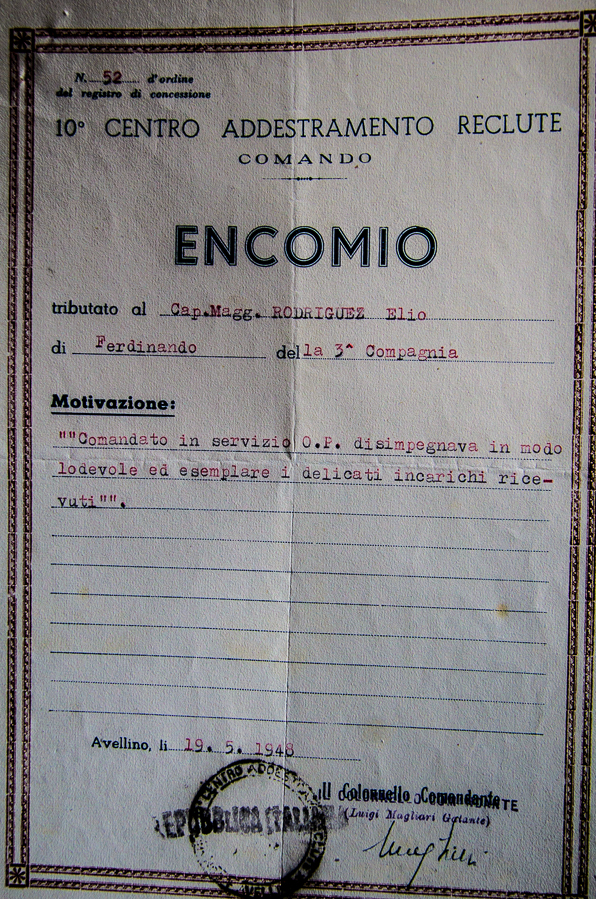 N. 52 d'ordine
del registro di concessione
10° CENTRO ADDESTRAMENTO RECLUTE
COMANDO
ENCOMIO
tributato al Cap.Magg. RODRIGUEZ Elio
di Ferdinando della 3^ Compagnia
Motivazione:
""Comandato in servizio O.P. disimpegnava in modo
lodevole ed esemplare i delicati incarichi rice-
vuti"".
Avellino, li 19. 5. 1948
CENTRO ADDEST
REPUBBLICA ITALIANA
Il Colonnello Comandante
(Luigi Magliari Galante)